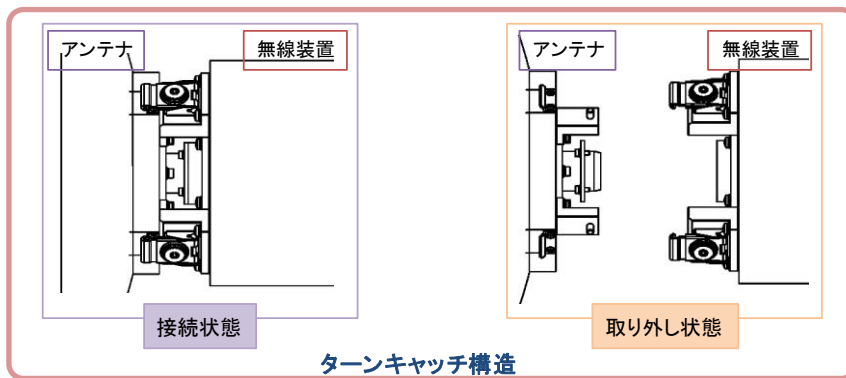 アンテナ
無線装置
接続状態
アンテナ
無線装置
取り外し状態
ターンキャッチ構造